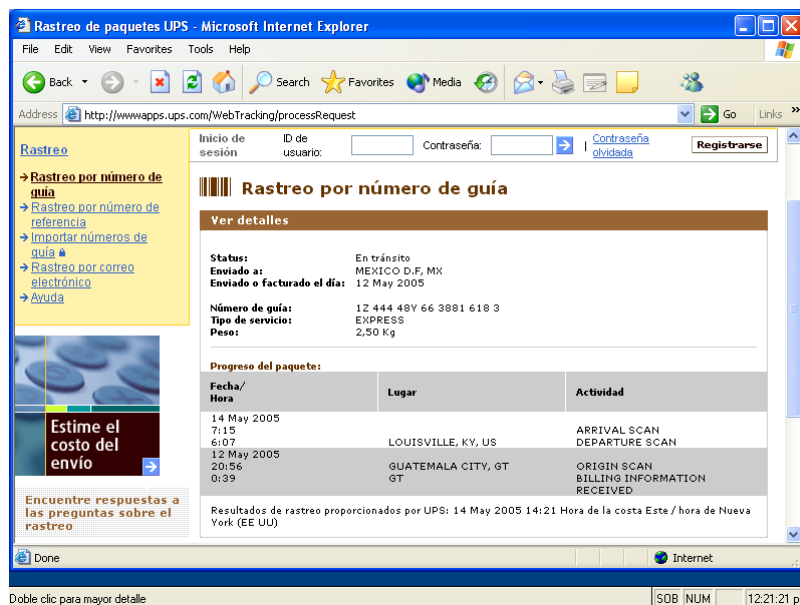 Rastreo de paquetes UPS - Microsoft Internet Explorer
File Edit View Favorites Tools Help
Back Search Favorites Media
Address http://wwwapps.ups.com/WebTracking/processRequest Go Links »
Rastreo
Rastreo por número de
guía
Rastreo por número de
referencia
Importar números de
guía
Rastreo por correo
electrónico
Ayuda
Estime el
costo del
envío
Encuentre respuestas a
las preguntas sobre el
rastreo
Inicio de
sesión
ID de
usuario:
Contraseña:
| Contraseña
olvidada
Registrarse
Rastreo por número de guía
Ver detalles
Status: En tránsito
Enviado a: MEXICO D.F, MX
Enviado o facturado el día: 12 May 2005
Número de guía: 1Z 444 48Y 66 3881 618 3
Tipo de servicio: EXPRESS
Peso: 2,50 Kg
Progreso del paquete:
Fecha/
Hora
Lugar
Actividad
14 May 2005
7:15 ARRIVAL SCAN
6:07 LOUISVILLE, KY, US DEPARTURE SCAN
12 May 2005
20:56 GUATEMALA CITY, GT ORIGIN SCAN
0:39 GT BILLING INFORMATION
RECEIVED
Resultados de rastreo proporcionados por UPS: 14 May 2005 14:21 Hora de la costa Este / hora de Nueva
York (EE UU)
Done Internet
Doble clic para mayor detalle SOB NUM 12:21:21 p